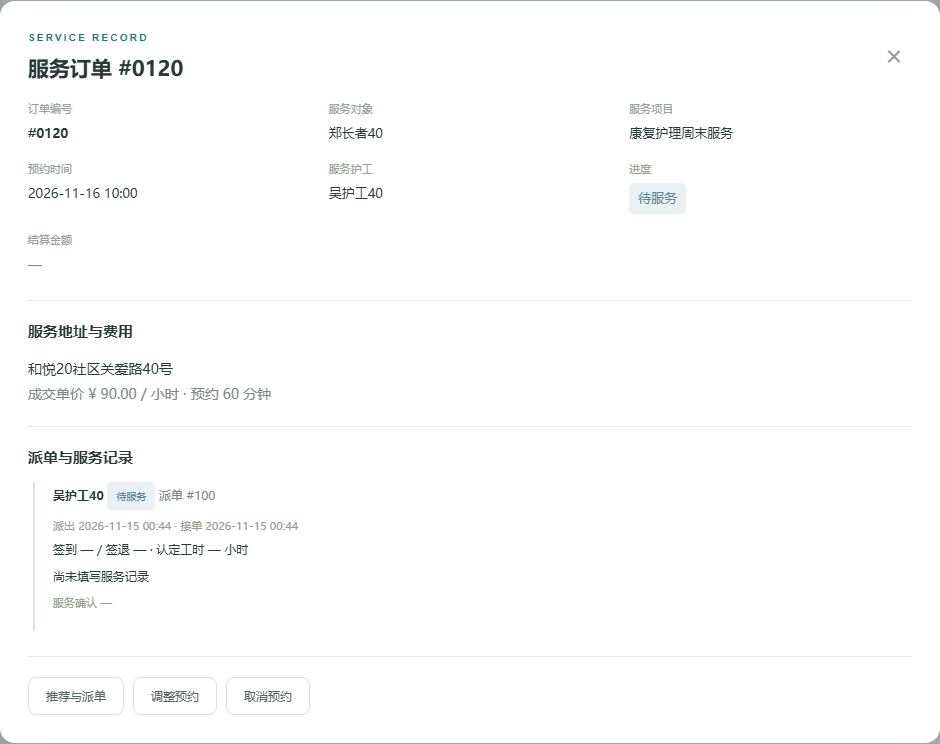 SERVICE RECORD
服务订单 #0120
✕
订单编号 服务对象 服务项目
#0120 郑长者40 康复护理周末服务
预约时间 服务护工 进度
2026-11-16 10:00 吴护工40 待服务
结算金额
—
服务地址与费用
和悦20社区关爱路40号
成交单价 ¥ 90.00 / 小时 · 预约 60 分钟
派单与服务记录
吴护工40 待服务 派单 #100
派出 2026-11-15 00:44 · 接单 2026-11-15 00:44
签到 — / 签退 — · 认定工时 — 小时
尚未填写服务记录
服务确认 —
推荐与派单 调整预约 取消预约